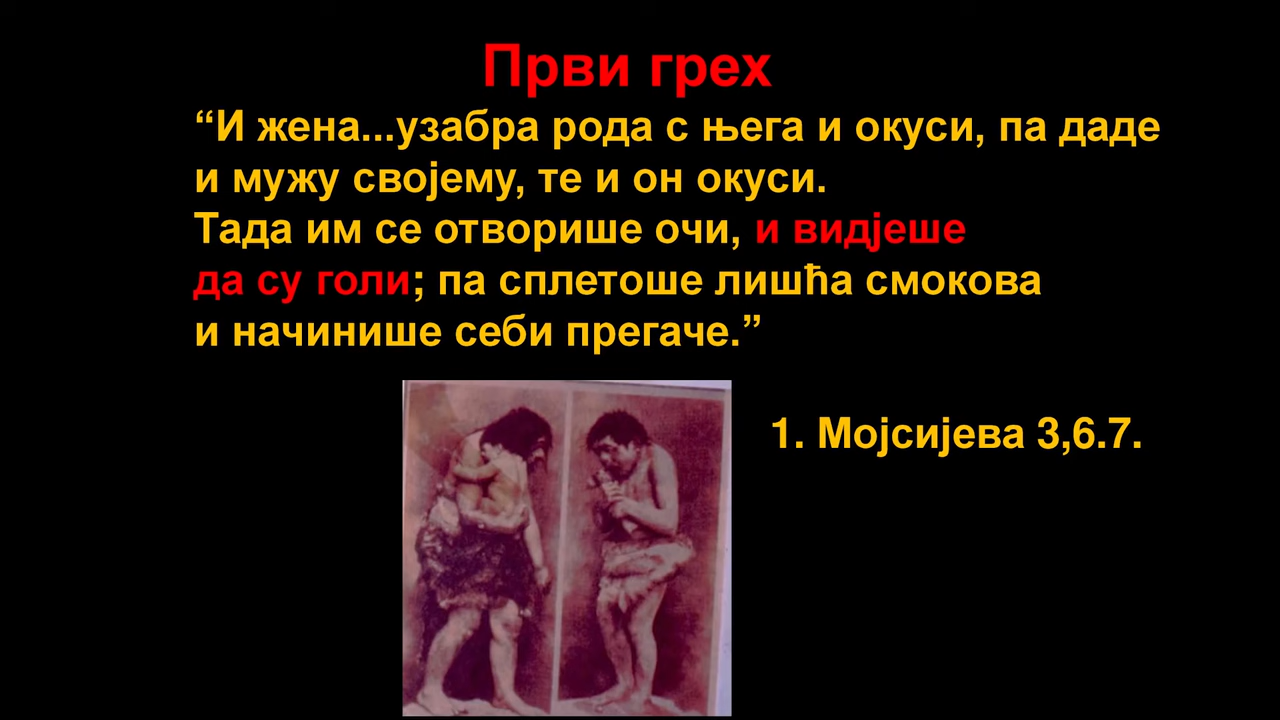 Први грех
“И жена...узабра рода с њега и окуси, па даде
и мужу својему, те и он окуси.
Тада им се отворише очи, и видјеше
да су голи; па сплетоше лишћа смокова
и начинише себи прегаче.”
1. Мојсијева 3,6.7.